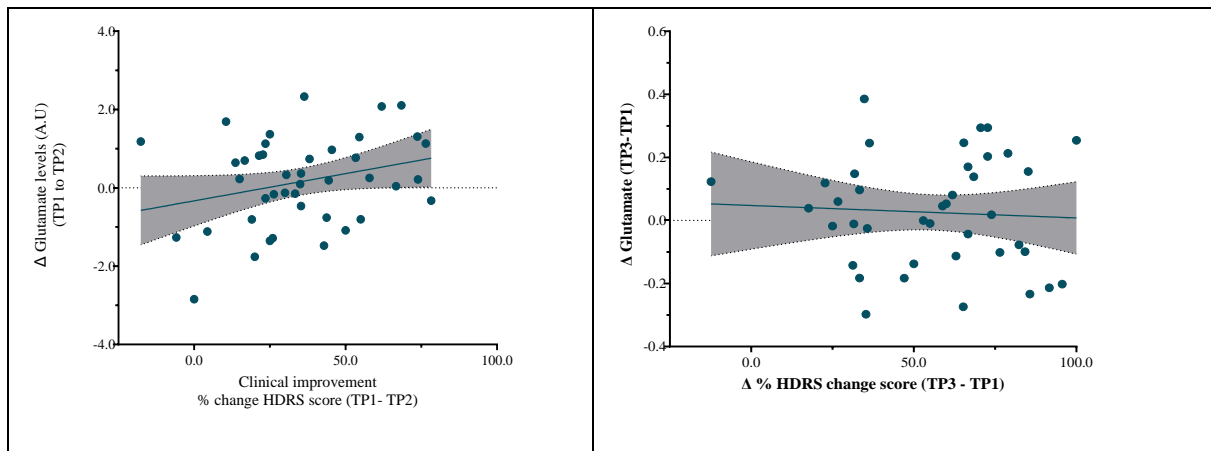 4.0
2.0
0.0
-2.0
-4.0
Δ Glutamate levels (A.U)
(TP1 to TP2)
0.0
50.0
100.0
Clinical improvement
% change HDRS score (TP1- TP2)
0.6
0.4
0.2
0.0
-0.2
-0.4
Δ Glutamate (TP3-TP1)
0.0
50.0
100.0
Δ % HDRS change score (TP3 - TP1)